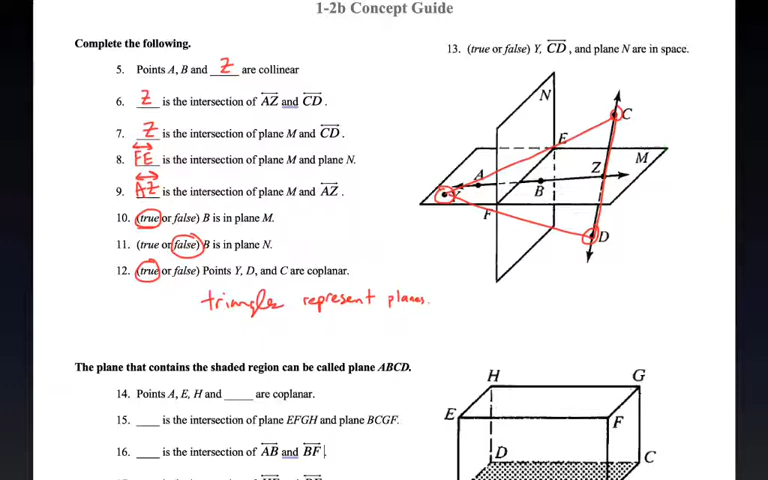 1-2b Concept Guide
Complete the following.
5. Points A, B and Z are collinear
6. Z is the intersection of AZ and CD.
7. Z is the intersection of plane M and CD.
8. FE is the intersection of plane M and plane N.
9. AZ is the intersection of plane M and AZ.
10. (true or false) B is in plane M.
11. (true or false) B is in plane N.
12. (true or false) Points Y, D, and C are coplanar.
triangles represent planes.
13. (true or false) Y, CD, and plane N are in space.
N
C
E
M
A
Z
Y
B
F
D
The plane that contains the shaded region can be called plane ABCD.
14. Points A, E, H and ____ are coplanar.
15. ____ is the intersection of plane EFGH and plane BCGF.
16. ____ is the intersection of AB and BF
H
G
E
F
D
C